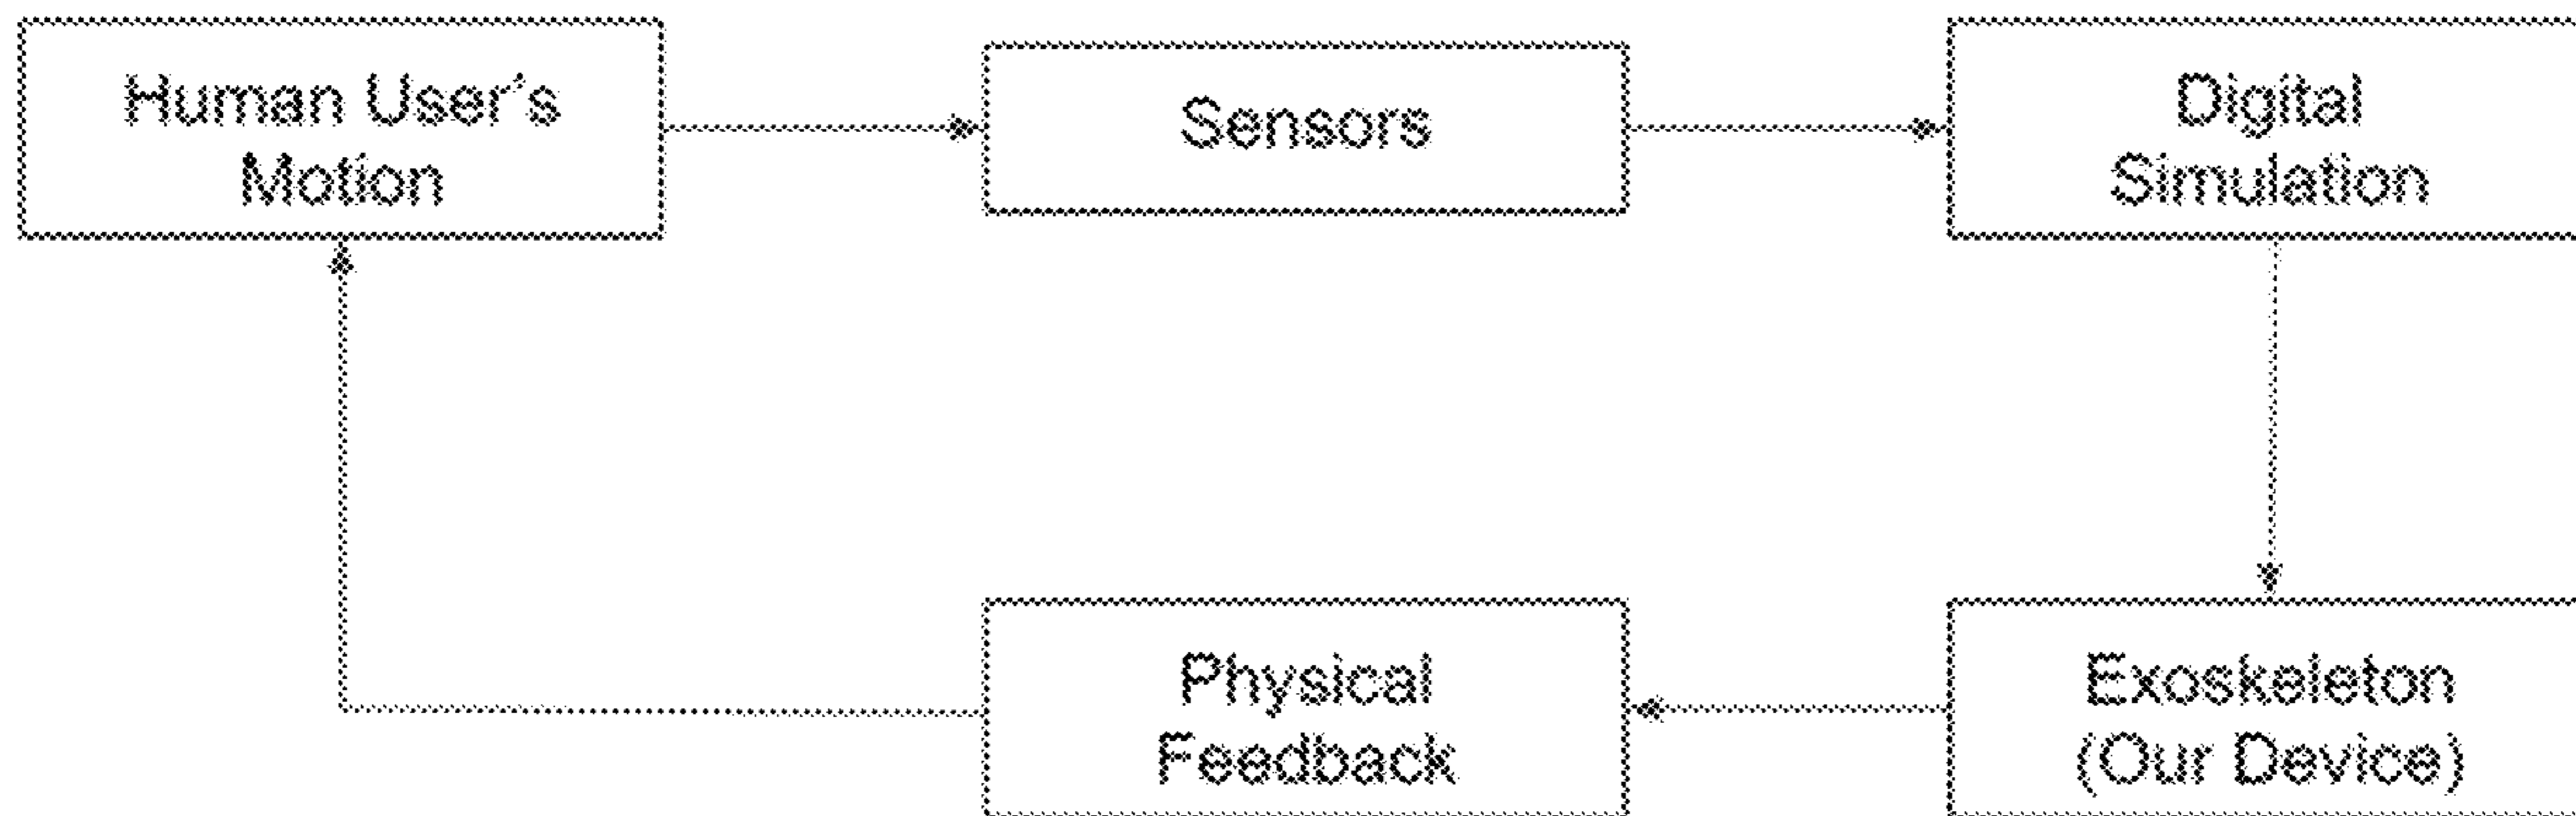 Human User's
Motion
Sensors
Digital
Simulation
Physical
Feedback
Exoskeleton
(Our Device)